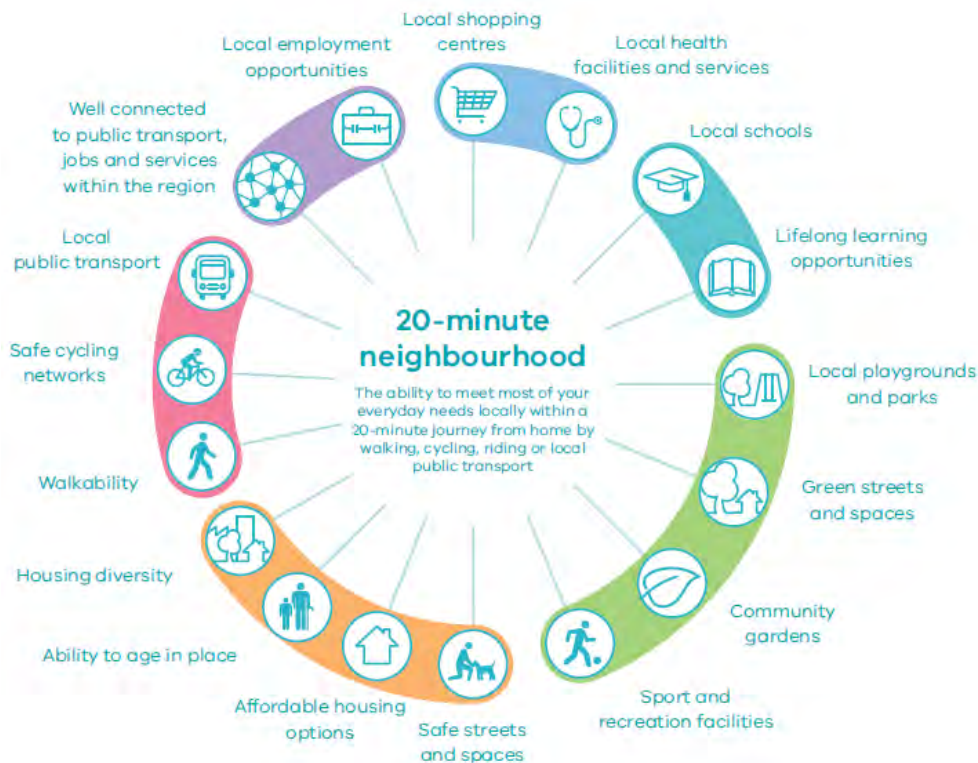 Local shopping
centres
Local health
facilities and services
Local schools
Lifelong learning
opportunities
Local playgrounds
and parks
Green streets
and spaces
Community
gardens
Sport and
recreation facilities
Safe streets
and spaces
Affordable housing
options
Ability to age in place
Housing diversity
Walkability
Safe cycling
networks
Local
public transport
Well connected
to public transport,
jobs and services
within the region
Local employment
opportunities
20-minute
neighbourhood
The ability to meet most of your
everyday needs locally within a
20-minute journey from home by
walking, cycling, riding or local
public transport